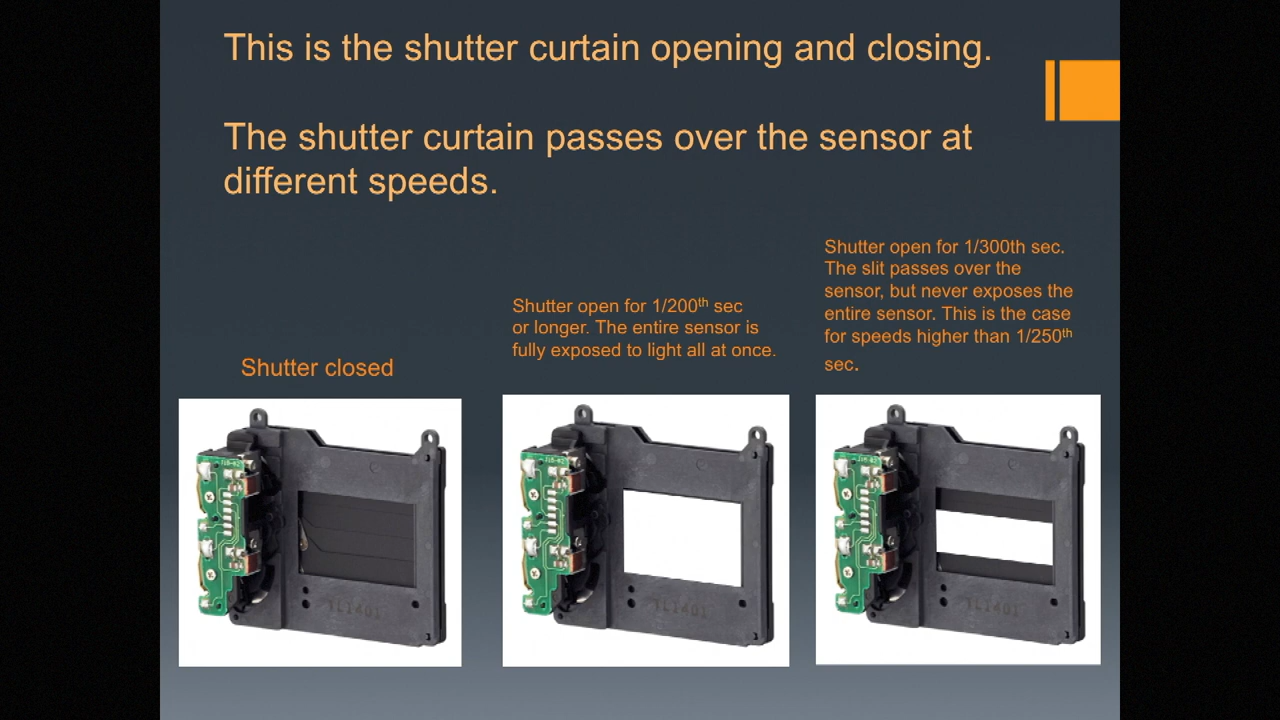 This is the shutter curtain opening and closing.
The shutter curtain passes over the sensor at
different speeds.
Shutter closed
Shutter open for 1/200th sec
or longer. The entire sensor is
fully exposed to light all at once.
Shutter open for 1/300th sec.
The slit passes over the
sensor, but never exposes the
entire sensor. This is the case
for speeds higher than 1/250th
sec.
TL1401
TL1401
TL1401